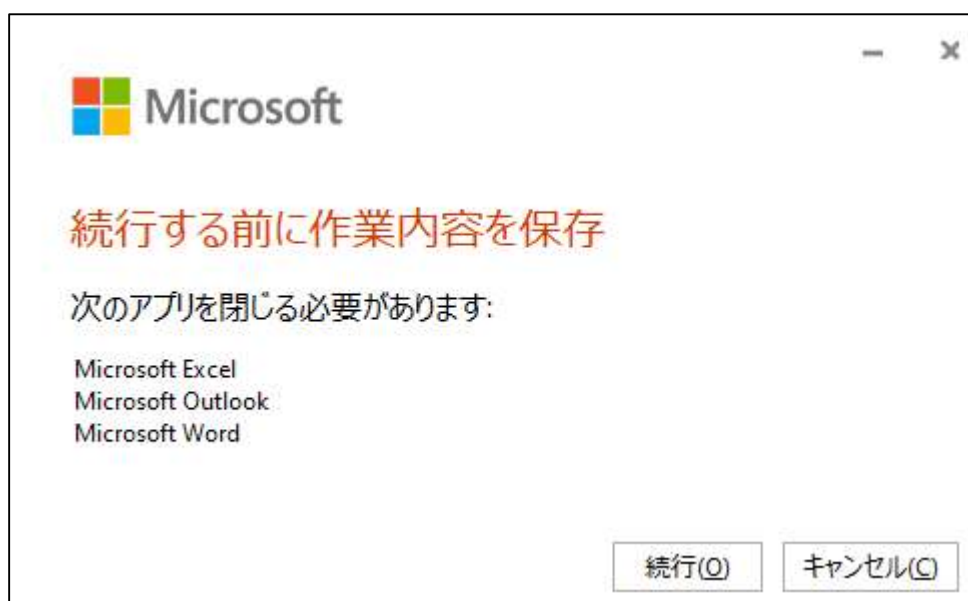 Microsoft
続行する前に作業内容を保存
次のアプリを閉じる必要があります:
Microsoft Excel
Microsoft Outlook
Microsoft Word
続行(O)
キャンセル(C)